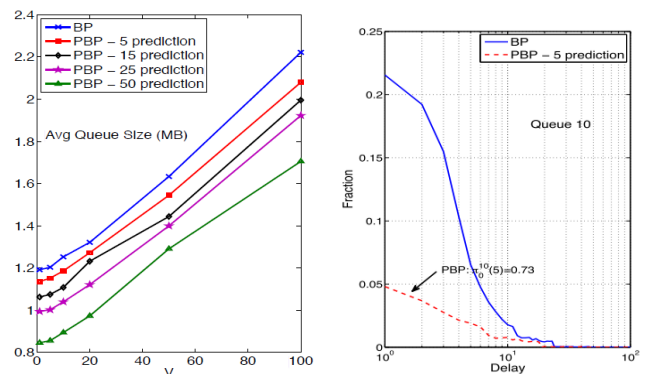 BP
PBP – 5 prediction
PBP – 15 prediction
PBP – 25 prediction
PBP – 50 prediction
Avg Queue Size (MB)
2.4
2.2
2
1.8
1.6
1.4
1.2
1
0.8
0 20 40 60 80 100
V
BP
PBP – 5 prediction
Queue 10
PBP: π₀¹⁰(5)=0.73
Fraction
0.25
0.2
0.15
0.1
0.05
0
10⁰ 10¹ 10²
Delay